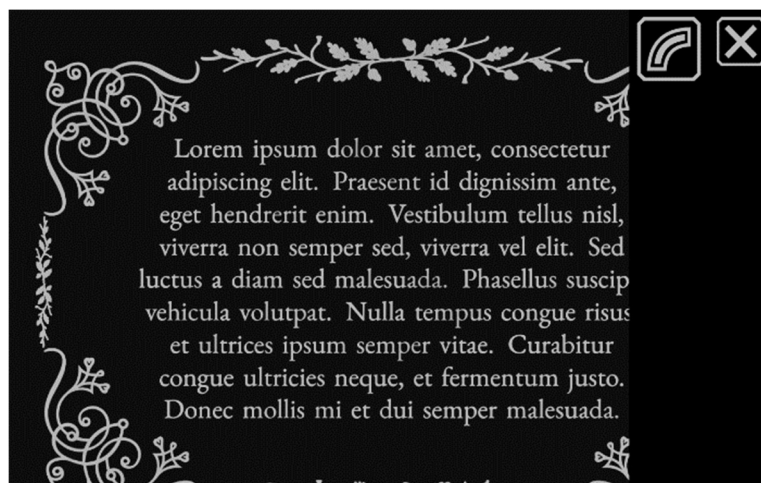 Lorem ipsum dolor sit amet, consectetur
adipiscing elit. Praesent id dignissim ante,
eget hendrerit enim. Vestibulum tellus nisl,
viverra non semper sed, viverra vel elit. Sed
luctus a diam sed malesuada. Phasellus suscip
vehicula volutpat. Nulla tempus congue risus
et ultrices ipsum semper vitae. Curabitur
congue ultricies neque, et fermentum justo.
Donec mollis mi et dui semper malesuada.